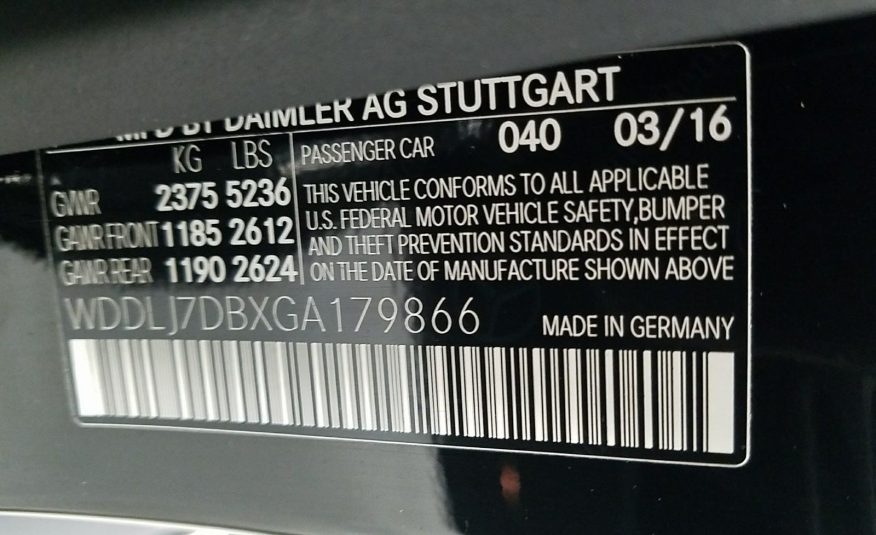 MFD BY DAIMLER AG STUTTGART
KG LBS
GVWR 2375 5236
GAWR FRONT 1185 2612
GAWR REAR 1190 2624
PASSENGER CAR 040 03/16
THIS VEHICLE CONFORMS TO ALL APPLICABLE
U.S. FEDERAL MOTOR VEHICLE SAFETY,BUMPER
AND THEFT PREVENTION STANDARDS IN EFFECT
ON THE DATE OF MANUFACTURE SHOWN ABOVE
WDDLJ7DBXGA179866
MADE IN GERMANY